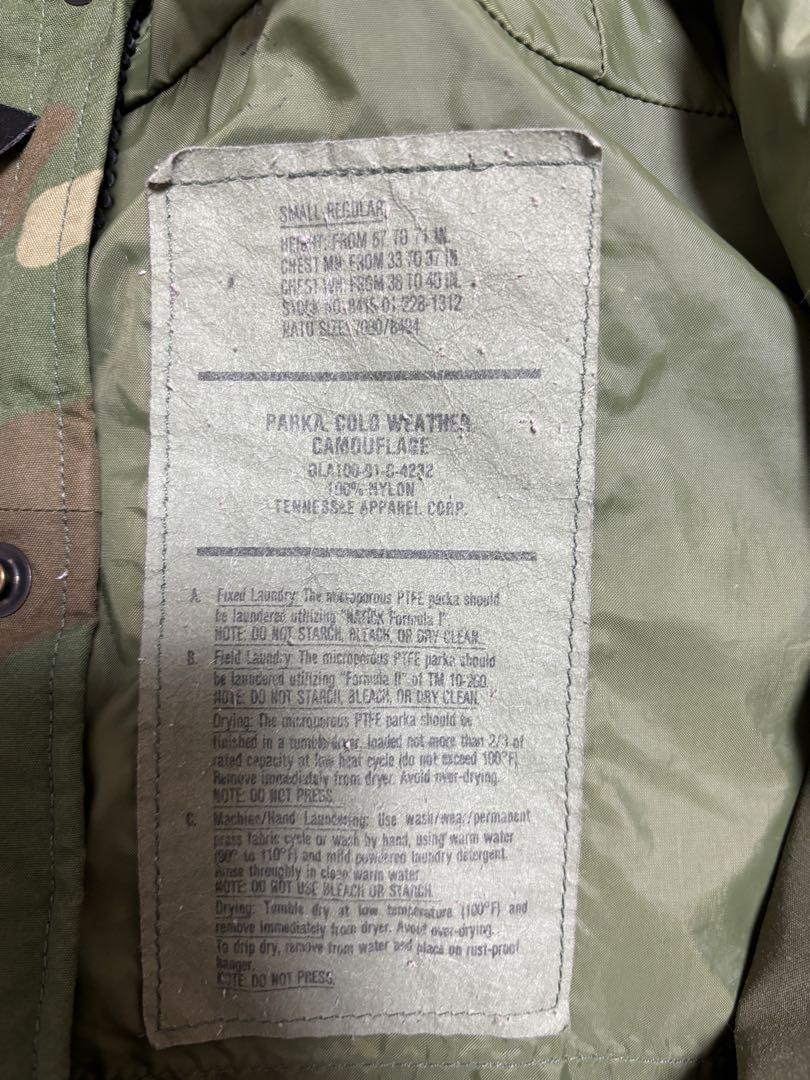 SMALL REGULAR
HEIGHT: FROM 67 TO 71 IN.
CHEST MN: FROM 33 TO 37 IN.
CHEST WN: FROM 36 TO 40 IN.
STOCK NO. 8415-01-228-1312
NATO SIZE: 7080/8494
PARKA, COLD WEATHER,
CAMOUFLAGE
DLA100-91-C-4232
100% NYLON
TENNESSEE APPAREL CORP.
A. Fixed Laundry: The microporous PTFE parka should
be laundered utilizing "NATICK Formula I".
NOTE: DO NOT STARCH, BLEACH, OR DRY CLEAN.
B. Field Laundry: The microporous PTFE parka should
be laundered utilizing "Formula II" of TM 10-280.
NOTE: DO NOT STARCH, BLEACH, OR DRY CLEAN.
Drying: The microporous PTFE parka should be
finished in a tumble dryer, loaded not more than 2/3 of
rated capacity at low heat cycle (do not exceed 100°F)
Remove immediately from dryer. Avoid over-drying.
NOTE: DO NOT PRESS.
C. Machine/Hand Laundering: Use wash/wear/permanent
press fabric cycle or wash by hand, using warm water
(90° to 110°F) and mild powdered laundry detergent.
Rinse throughly in clean warm water.
NOTE: DO NOT USE BLEACH OR STARCH.
Drying: Tumble dry at low temperature (100°F) and
remove immediately from dryer. Avoid over-drying.
To drip dry, remove from water and place on rust-proof
hanger.
NOTE: DO NOT PRESS.